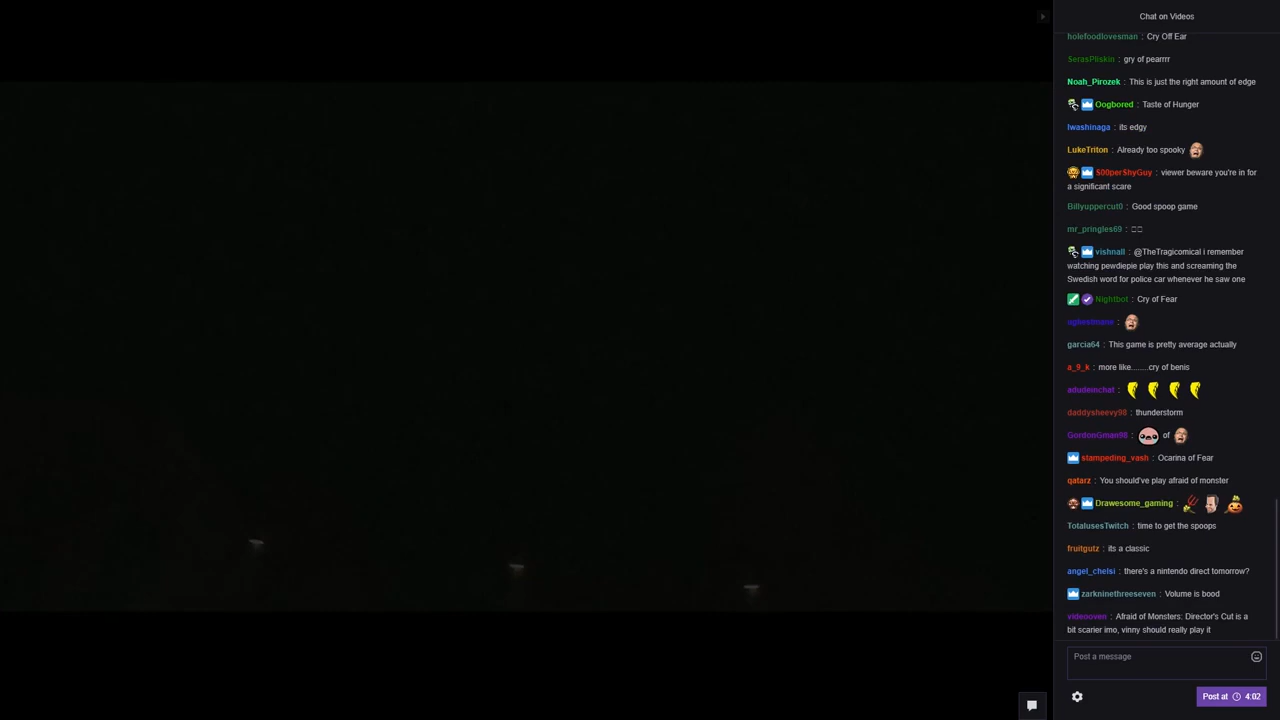 Chat on Videos
holefoodlovesman : Cry Off Ear
SerasPliskin : gry of pearrrr
Noah_Pirozek : This is just the right amount of edge
Oogbored : Taste of Hunger
Iwashinaga : its edgy
LukeTriton : Already too spooky
S00perShyGuy : viewer beware you're in for
a significant scare
Billyuppercut0 : Good spoop game
mr_pringles69 :
vishnall : @TheTragicomical i remember
watching pewdiepie play this and screaming the
Swedish word for police car whenever he saw one
Nightbot : Cry of Fear
garcia64 : This game is pretty average actually
a_9_k : more like........cry of benis
adudeinchat :
daddysheevy98 : thunderstorm
GordonGman98 : of
stampeding_vash : Ocarina of Fear
qatarz : You should've play afraid of monster
Drawesome_gaming :
TotalusesTwitch : time to get the spoops
fruitgutz : its a classic
angel_chelsi : there's a nintendo direct tomorrow?
zarkninethreeseven : Volume is bood
videooven : Afraid of Monsters: Director's Cut is a
bit scarier imo, vinny should really play it
Post a message
Post at 4:02